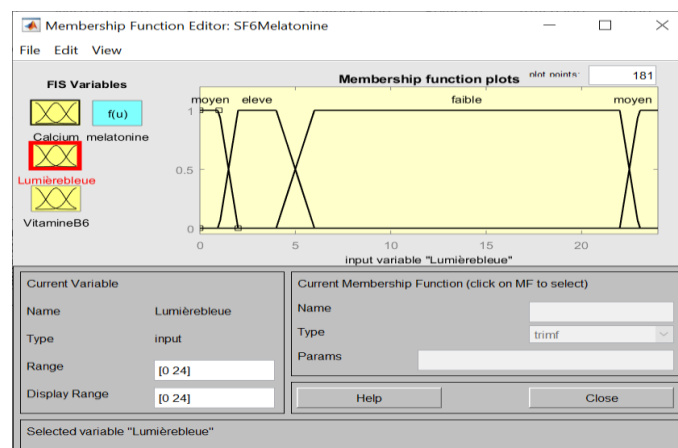 Membership Function Editor: SF6Melatonine
File Edit View
FIS Variables
f(u)
Calcium melatonine
Lumièrebleue
VitamineB6
Membership function plots plot points: 181
moyen eleve faible moyen
1
0.5
0
0 5 10 15 20
input variable "Lumièrebleue"
Current Variable
Name Lumièrebleue
Type input
Range [0 24]
Display Range [0 24]
Current Membership Function (click on MF to select)
Name
Type trimf
Params
Help Close
Selected variable "Lumièrebleue"